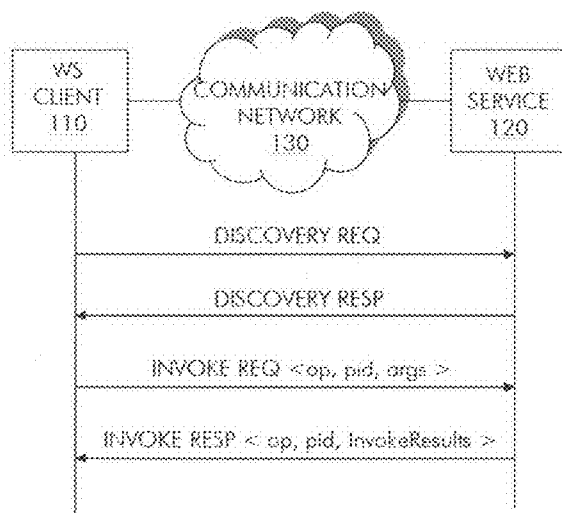 WS
CLIENT
110
COMMUNICATION
NETWORK
130
WEB
SERVICE
120
DISCOVERY REQ
DISCOVERY RESP
INVOKE REQ <op, pid, args >
INVOKE RESP < op, pid, InvokeResults >